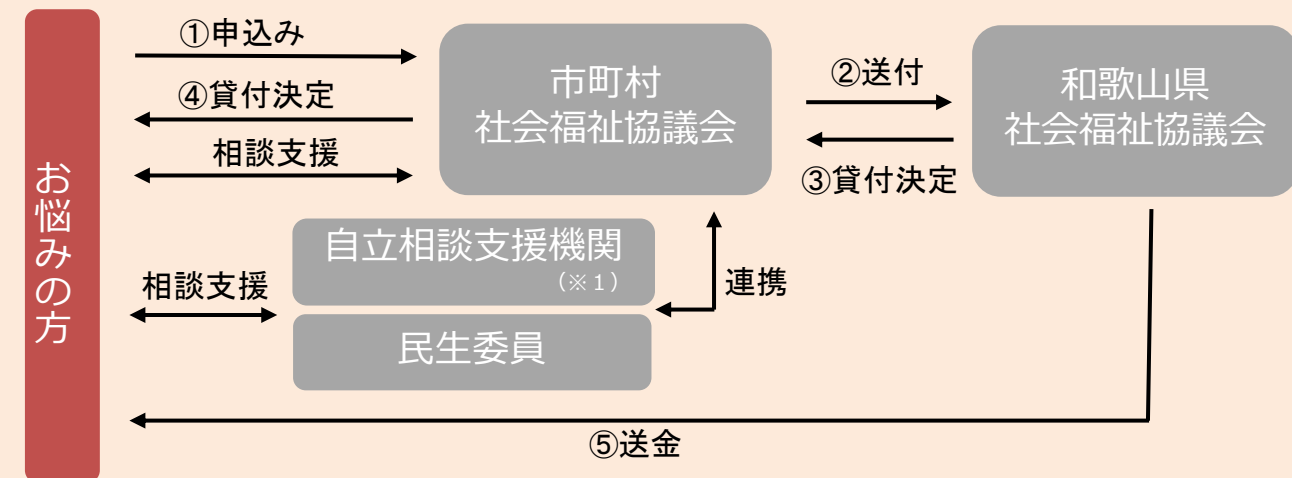 お悩みの方
①申込み
④貸付決定
相談支援
市町村
社会福祉協議会
②送付
③貸付決定
和歌山県
社会福祉協議会
相談支援
自立相談支援機関
（※１）
民生委員
連携
⑤送金